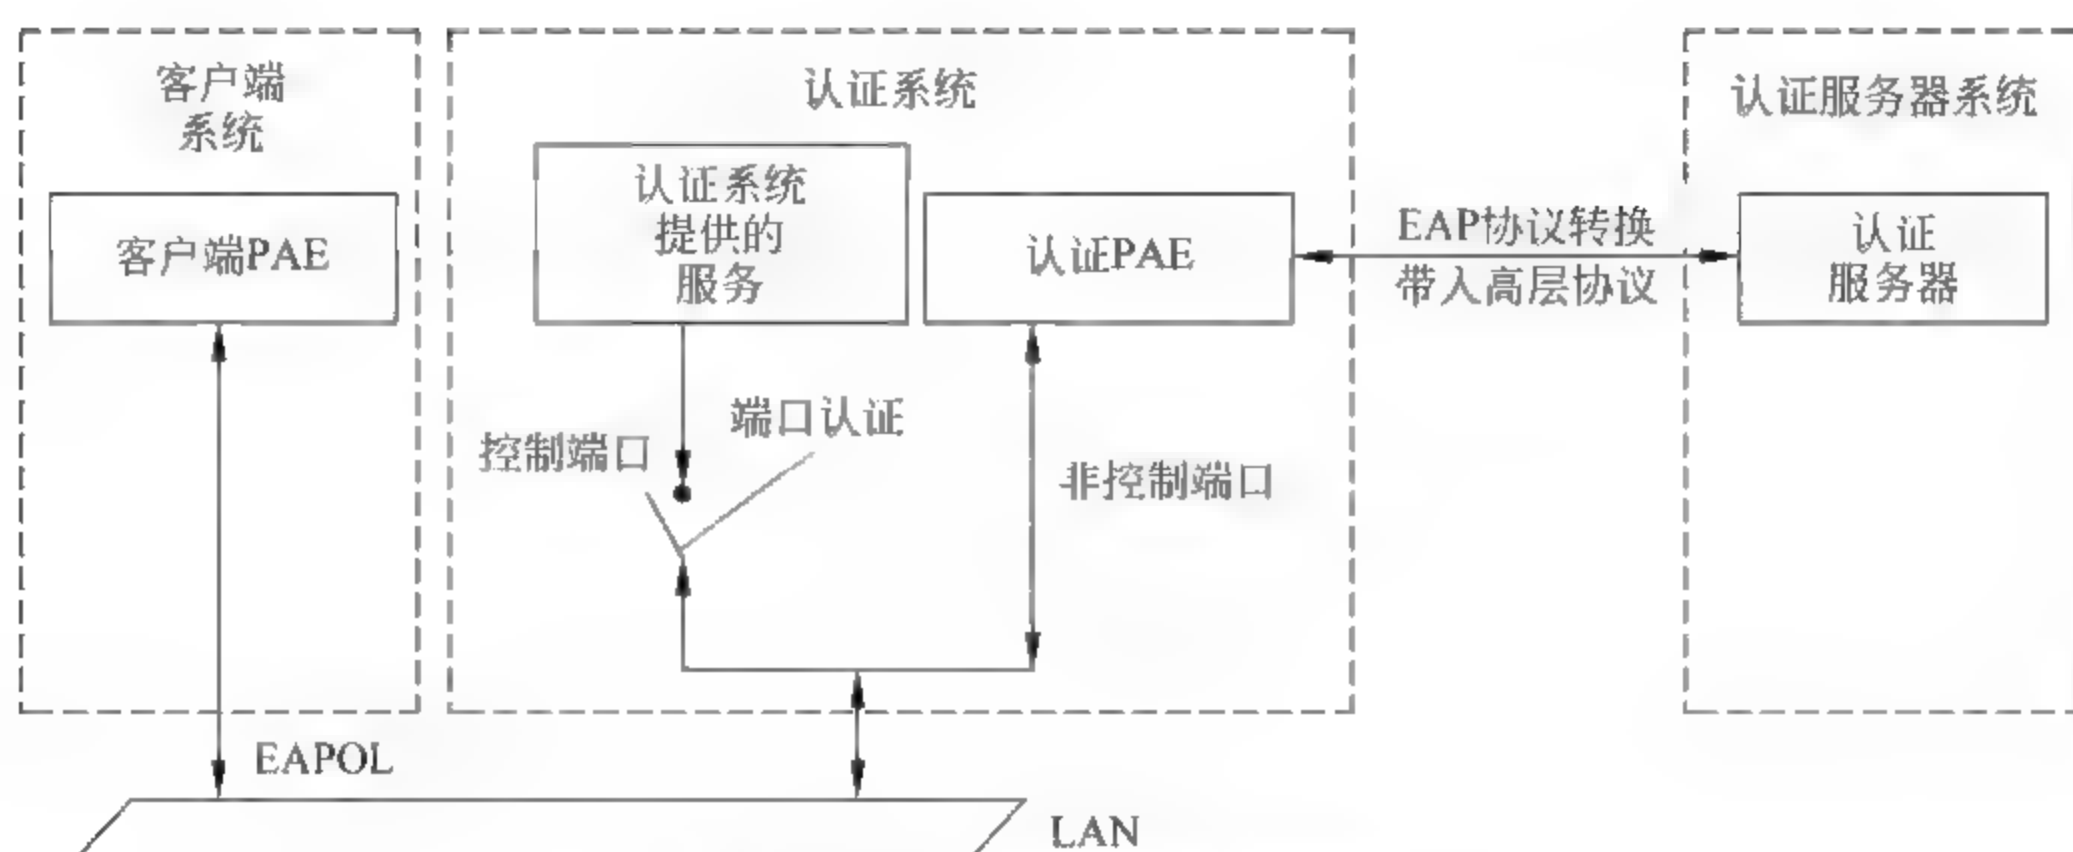 客户端
系统
客户端PAE
认证系统
认证系统
提供的
服务
认证PAE
控制端口
端口认证
非控制端口
EAP协议转换
带入高层协议
认证服务器系统
认证
服务器
EAPOL
LAN